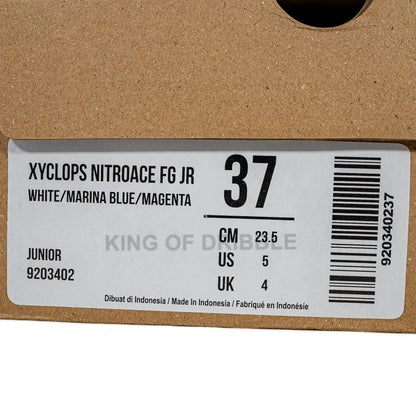 XYCLOPS NITROACE FG JR
WHITE/MARINA BLUE/MAGENTA
37
KING OF DRIBBLE
CM 23.5
US 5
UK 4
JUNIOR
9203402
Dibuat di Indonesia / Made In Indonesia / Fabriqué en Indonésie
920340237